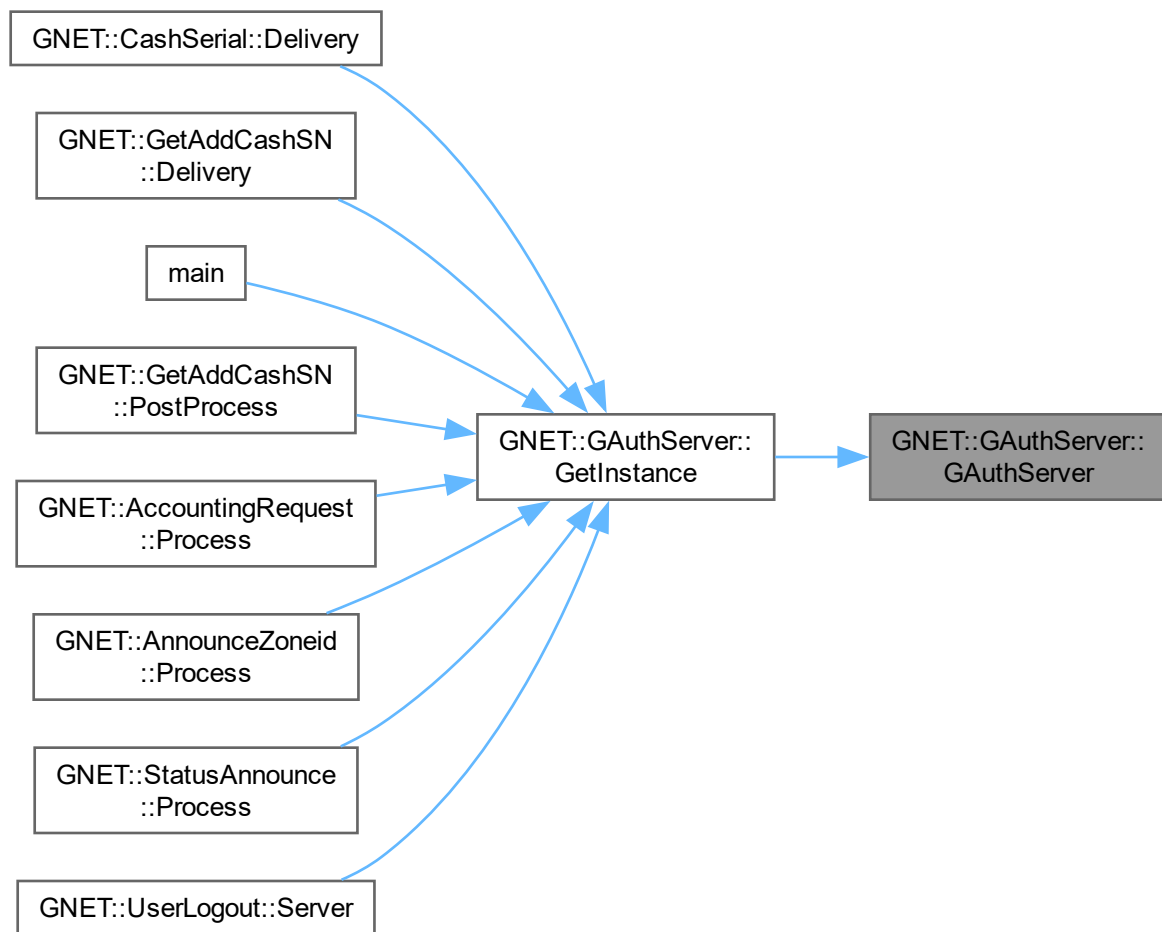 GNET::CashSerial::Delivery
GNET::GetAddCashSN
::Delivery
main
GNET::GetAddCashSN
::PostProcess
GNET::AccountingRequest
::Process
GNET::AnnounceZoneid
::Process
GNET::StatusAnnounce
::Process
GNET::UserLogout::Server
GNET::GAuthServer::
GetInstance
GNET::GAuthServer::
GAuthServer